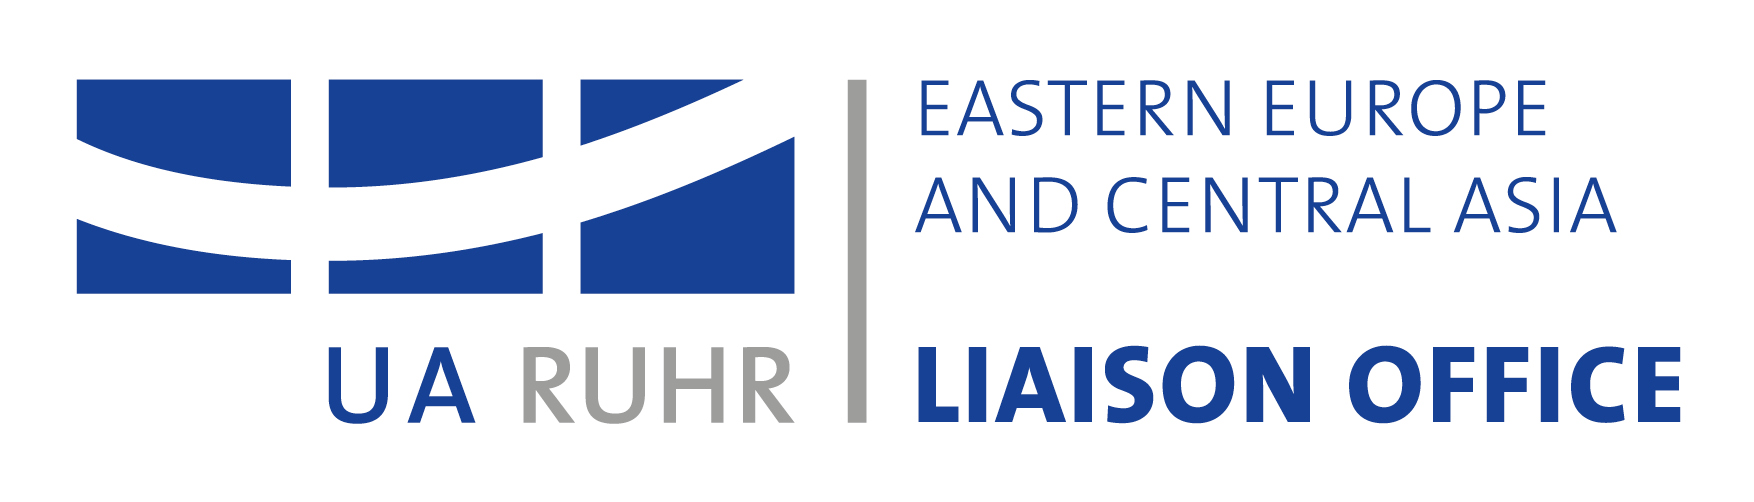 UA RUHR
EASTERN EUROPE
AND CENTRAL ASIA
LIAISON OFFICE